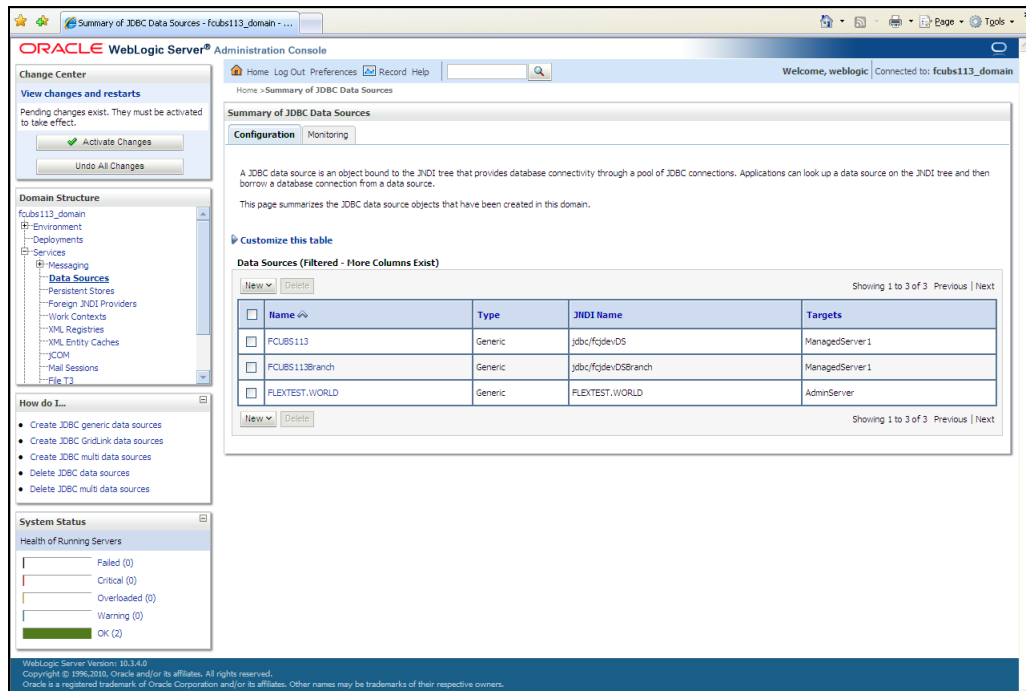 Summary of JDBC Data Sources - fcubs113_domain - ...
Page
Tools
ORACLE WebLogic Server® Administration Console
Change Center
View changes and restarts
Pending changes exist. They must be activated
to take effect.
Activate Changes
Undo All Changes
Domain Structure
fcubs113_domain
Environment
Deployments
Services
Messaging
Data Sources
Persistent Stores
Foreign JNDI Providers
Work Contexts
XML Registries
XML Entity Caches
jCOM
Mail Sessions
File T3
How do I...
Create JDBC generic data sources
Create JDBC GridLink data sources
Create JDBC multi data sources
Delete JDBC data sources
Delete JDBC multi data sources
System Status
Health of Running Servers
Failed (0)
Critical (0)
Overloaded (0)
Warning (0)
OK (2)
Home Log Out Preferences Record Help
Welcome, weblogic Connected to: fcubs113_domain
Home >Summary of JDBC Data Sources
Summary of JDBC Data Sources
Configuration Monitoring
A JDBC data source is an object bound to the JNDI tree that provides database connectivity through a pool of JDBC connections. Applications can look up a data source on the JNDI tree and then
borrow a database connection from a data source.
This page summarizes the JDBC data source objects that have been created in this domain.
Customize this table
Data Sources (Filtered - More Columns Exist)
New Delete Showing 1 to 3 of 3 Previous | Next
Name Type JNDI Name Targets
FCUBS113 Generic jdbc/fcjdevDS ManagedServer1
FCUBS113Branch Generic jdbc/fcjdevDSBranch ManagedServer1
FLEXTEST.WORLD Generic FLEXTEST.WORLD AdminServer
New Delete Showing 1 to 3 of 3 Previous | Next
WebLogic Server Version: 10.3.4.0
Copyright © 1996,2010, Oracle and/or its affiliates. All rights reserved.
Oracle is a registered trademark of Oracle Corporation and/or its affiliates. Other names may be trademarks of their respective owners.